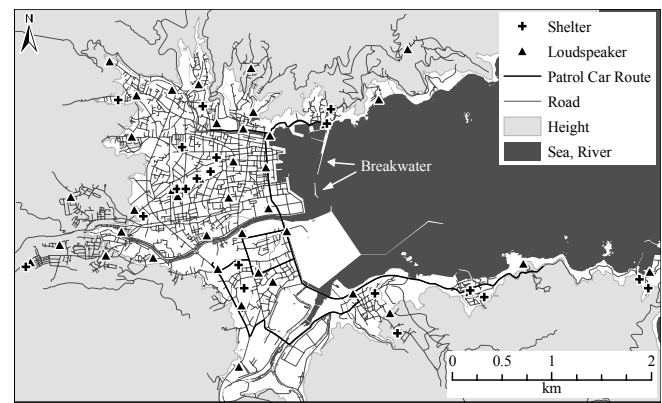 N
Shelter
Loudspeaker
Patrol Car Route
Road
Height
Sea, River
Breakwater
0 0.5 1 2
km